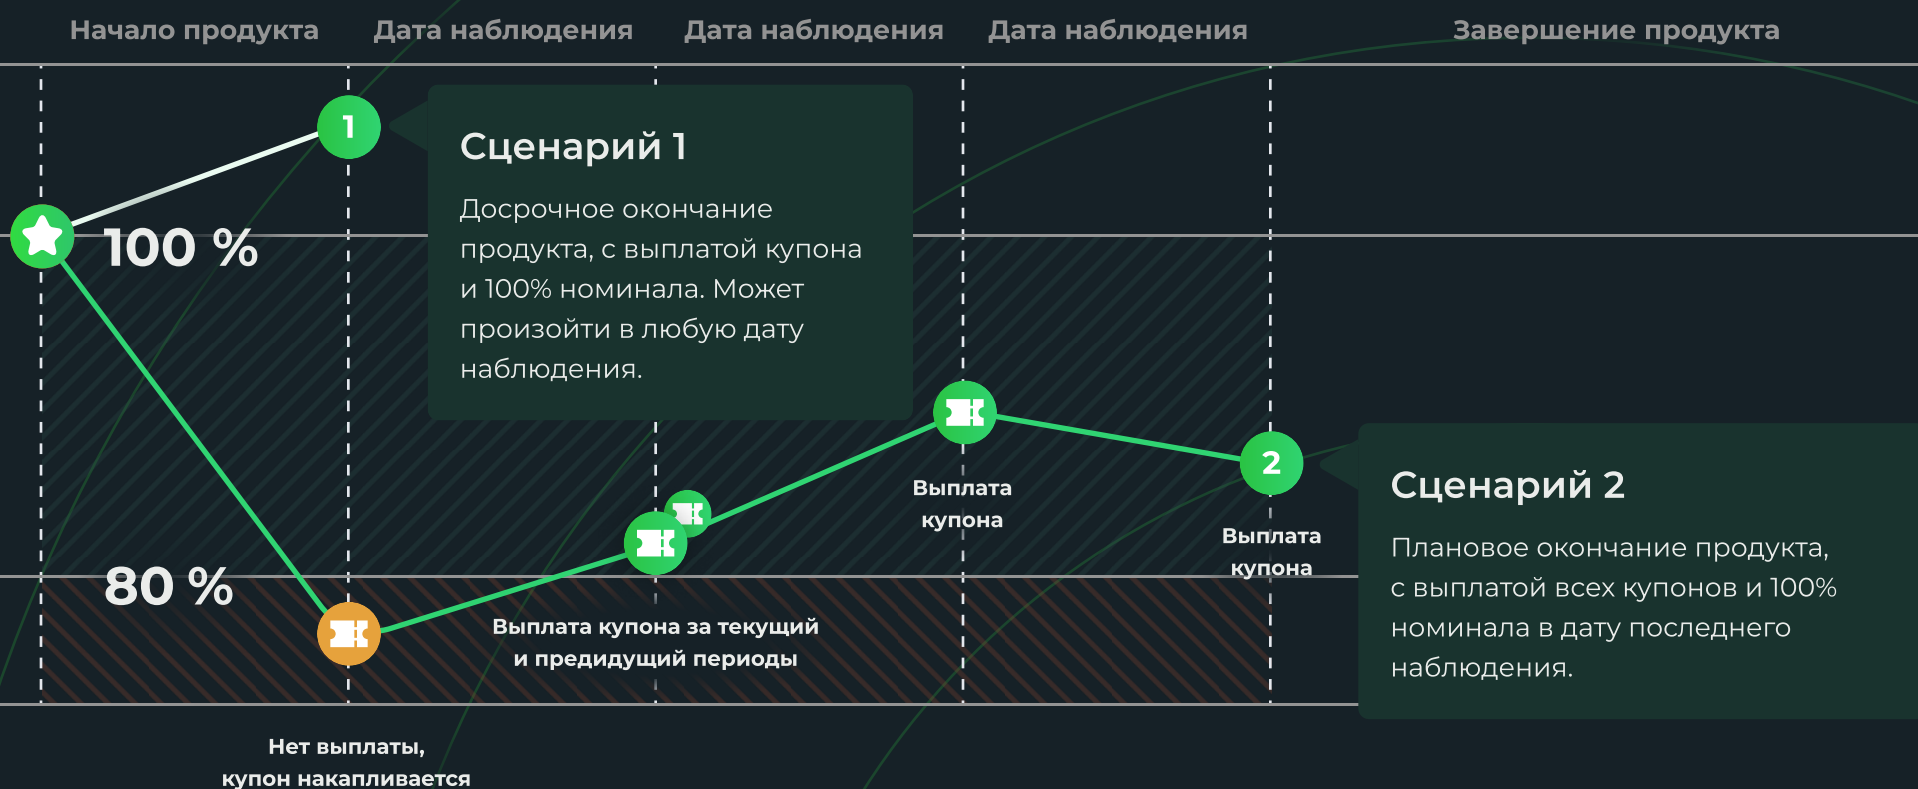 Начало продукта
Дата наблюдения
Дата наблюдения
Дата наблюдения
Завершение продукта
1
Сценарий 1
Досрочное окончание
продукта, с выплатой купона
и 100% номинала. Может
произойти в любую дату
наблюдения.
100 %
2
Сценарий 2
Плановое окончание продукта,
с выплатой всех купонов и 100%
номинала в дату последнего
наблюдения.
Выплата
купона
Выплата
купона
80 %
Выплата купона за текущий
и предидущий периоды
Нет выплаты,
купон накапливается